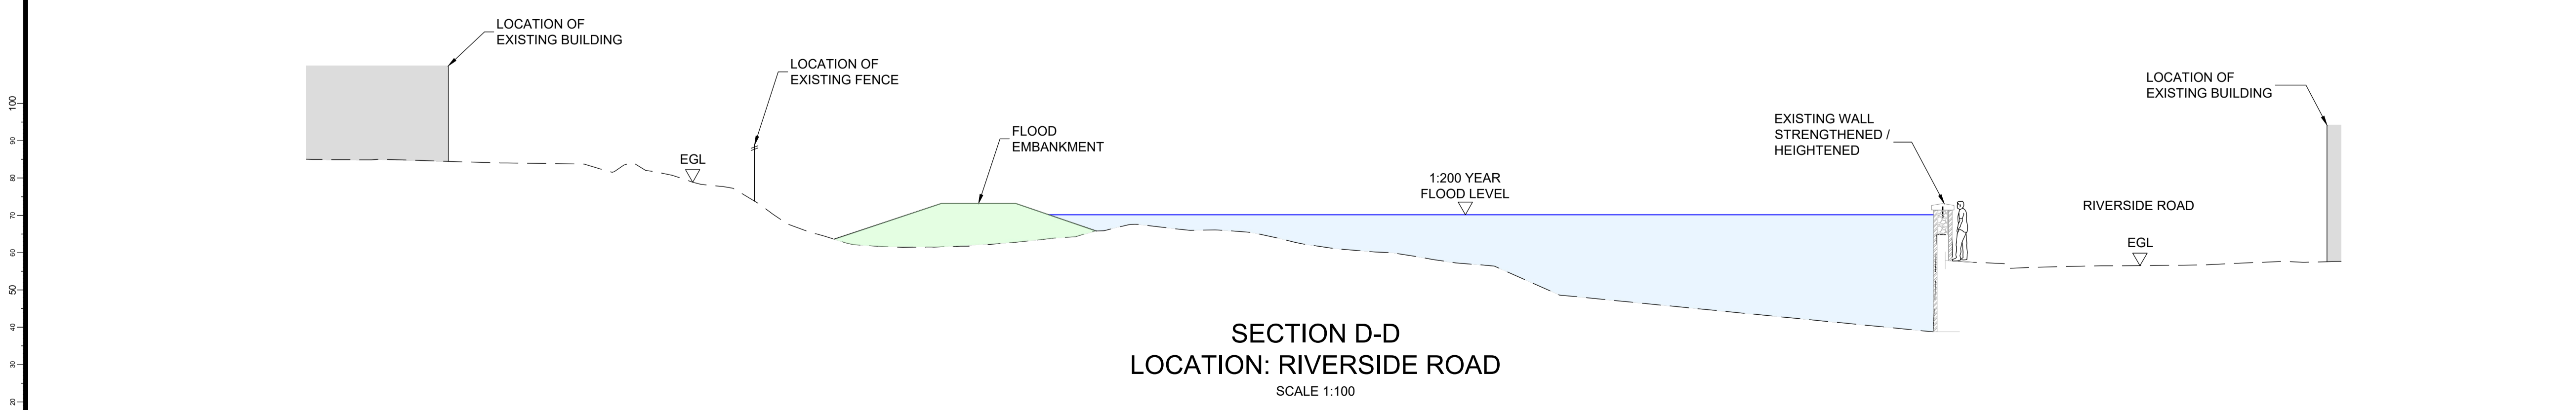 LOCATION OF
EXISTING BUILDING
LOCATION OF
EXISTING FENCE
EGL
FLOOD
EMBANKMENT
1:200 YEAR
FLOOD LEVEL
EXISTING WALL
STRENGTHENED /
HEIGHTENED
LOCATION OF
EXISTING BUILDING
RIVERSIDE ROAD
EGL
100
90
80
70
60
50
40
30
20
SECTION D-D
LOCATION: RIVERSIDE ROAD
SCALE 1:100